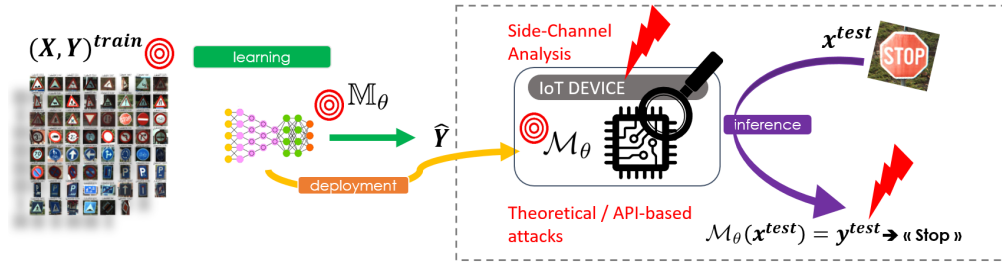 (X, Y)^train
learning
𝕄_θ
Ŷ
deployment
Side-Channel
Analysis
IoT DEVICE
ℳ_θ
Theoretical / API-based
attacks
x^test
STOP
inference
ℳ_θ(x^test) = y^test → « Stop »